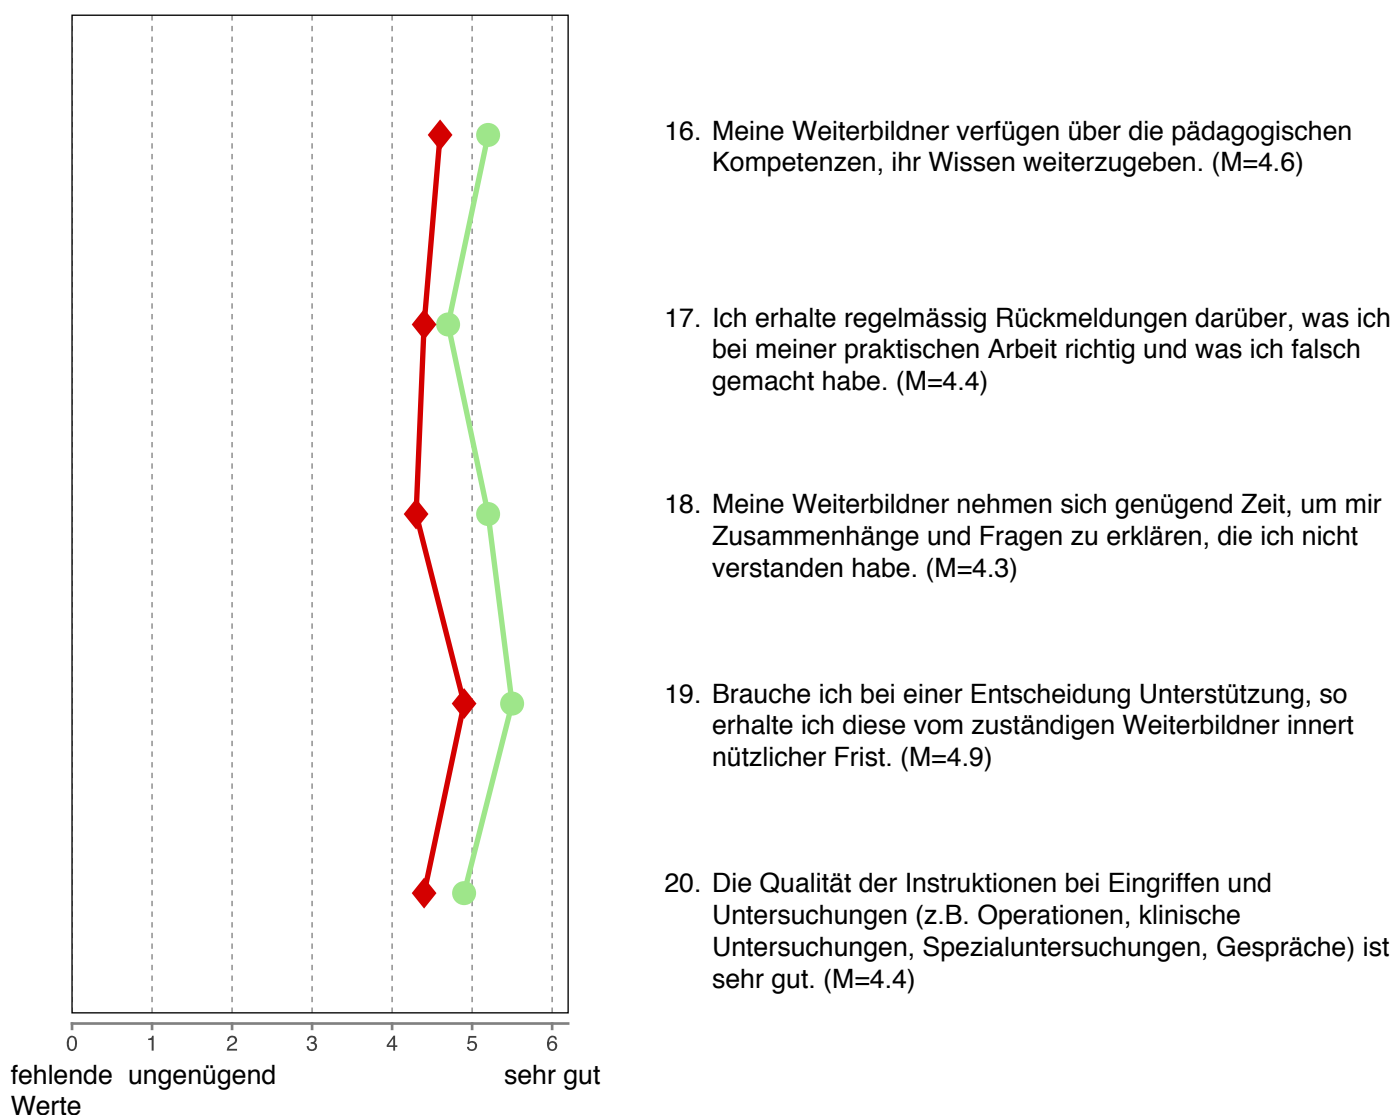 16. Meine Weiterbildner verfügen über die pädagogischen
Kompetenzen, ihr Wissen weiterzugeben. (M=4.6)
17. Ich erhalte regelmässig Rückmeldungen darüber, was ich
bei meiner praktischen Arbeit richtig und was ich falsch
gemacht habe. (M=4.4)
18. Meine Weiterbildner nehmen sich genügend Zeit, um mir
Zusammenhänge und Fragen zu erklären, die ich nicht
verstanden habe. (M=4.3)
19. Brauche ich bei einer Entscheidung Unterstützung, so
erhalte ich diese vom zuständigen Weiterbildner innert
nützlicher Frist. (M=4.9)
20. Die Qualität der Instruktionen bei Eingriffen und
Untersuchungen (z.B. Operationen, klinische
Untersuchungen, Spezialuntersuchungen, Gespräche) ist
sehr gut. (M=4.4)
0 1 2 3 4 5 6
fehlende ungenügend sehr gut
Werte